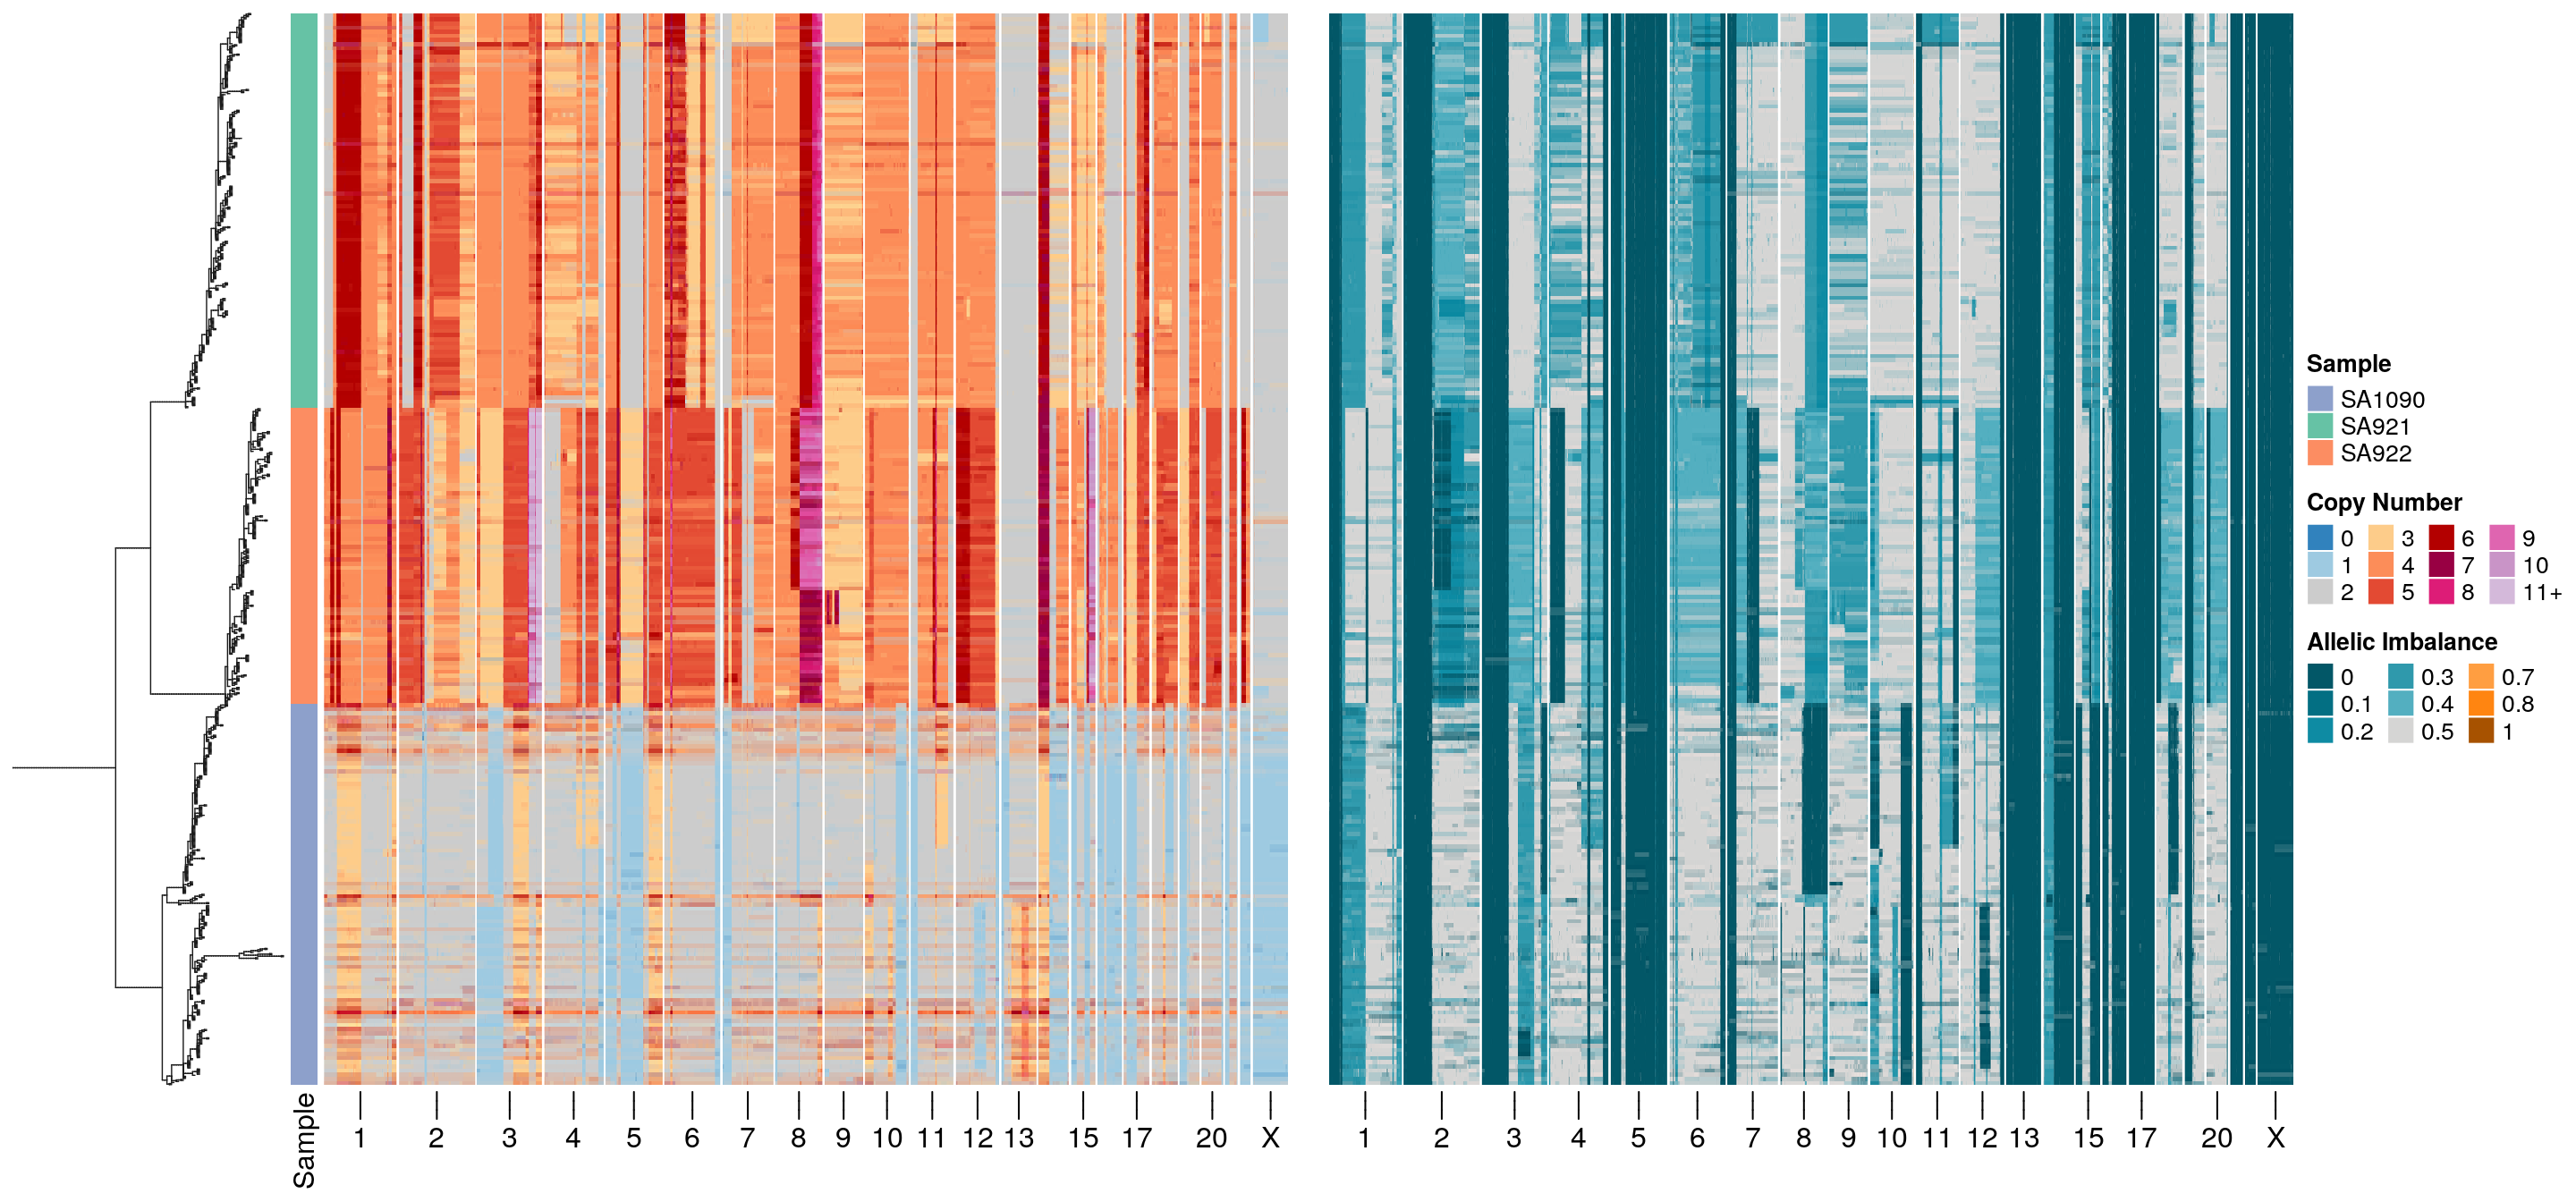 Sample
1 2 3 4 5 6 7 8 9 10 11 12 13 15 17 20 X
1 2 3 4 5 6 7 8 9 10 11 12 13 15 17 20 X
Sample
SA1090
SA921
SA922
Copy Number
0 3 6 9
1 4 7 10
2 5 8 11+
Allelic Imbalance
0 0.3 0.7
0.1 0.4 0.8
0.2 0.5 1